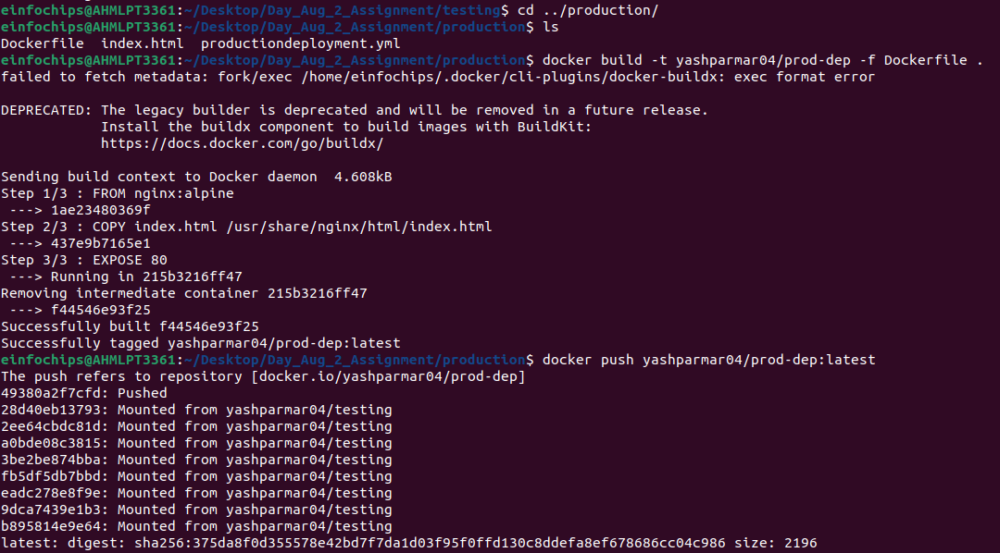 einfochips@AHMLPT3361:~/Desktop/Day_Aug_2_Assignment/testing$ cd ../production/
einfochips@AHMLPT3361:~/Desktop/Day_Aug_2_Assignment/production$ ls
Dockerfile  index.html  productiondeployment.yml
einfochips@AHMLPT3361:~/Desktop/Day_Aug_2_Assignment/production$ docker build -t yashparmar04/prod-dep -f Dockerfile .
failed to fetch metadata: fork/exec /home/einfochips/.docker/cli-plugins/docker-buildx: exec format error

DEPRECATED: The legacy builder is deprecated and will be removed in a future release.
            Install the buildx component to build images with BuildKit:
            https://docs.docker.com/go/buildx/

Sending build context to Docker daemon  4.608kB
Step 1/3 : FROM nginx:alpine
 ---> 1ae23480369f
Step 2/3 : COPY index.html /usr/share/nginx/html/index.html
 ---> 437e9b7165e1
Step 3/3 : EXPOSE 80
 ---> Running in 215b3216ff47
Removing intermediate container 215b3216ff47
 ---> f44546e93f25
Successfully built f44546e93f25
Successfully tagged yashparmar04/prod-dep:latest
einfochips@AHMLPT3361:~/Desktop/Day_Aug_2_Assignment/production$ docker push yashparmar04/prod-dep:latest
The push refers to repository [docker.io/yashparmar04/prod-dep]
49380a2f7cfd: Pushed
28d40eb13793: Mounted from yashparmar04/testing
2ee64cbdc81d: Mounted from yashparmar04/testing
a0bde08c3815: Mounted from yashparmar04/testing
3be2be874bba: Mounted from yashparmar04/testing
fb5df5db7bbd: Mounted from yashparmar04/testing
eadc278e8f9e: Mounted from yashparmar04/testing
9dca7439e1b3: Mounted from yashparmar04/testing
b895814e9e64: Mounted from yashparmar04/testing
latest: digest: sha256:375da8f0d355578e42bd7f7da1d03f95f0ffd130c8ddefa8ef678686cc04c986 size: 2196